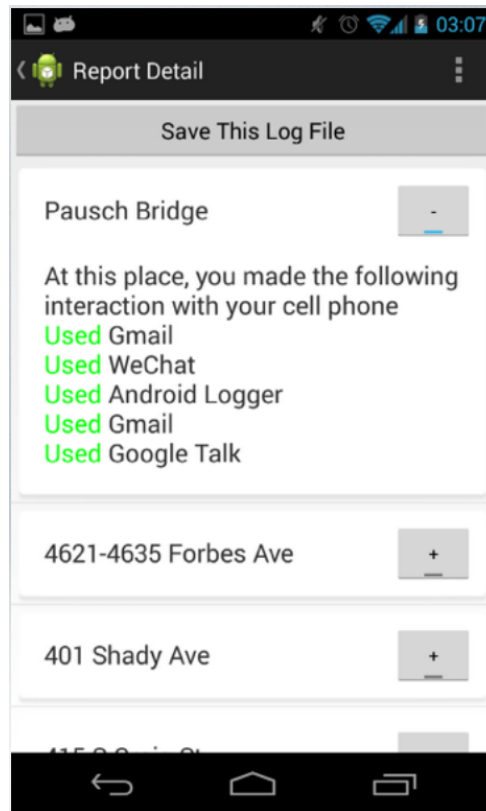 03:07
Report Detail
Save This Log File
Pausch Bridge
-
At this place, you made the following
interaction with your cell phone
Used Gmail
Used WeChat
Used Android Logger
Used Gmail
Used Google Talk
4621-4635 Forbes Ave
+
401 Shady Ave
+